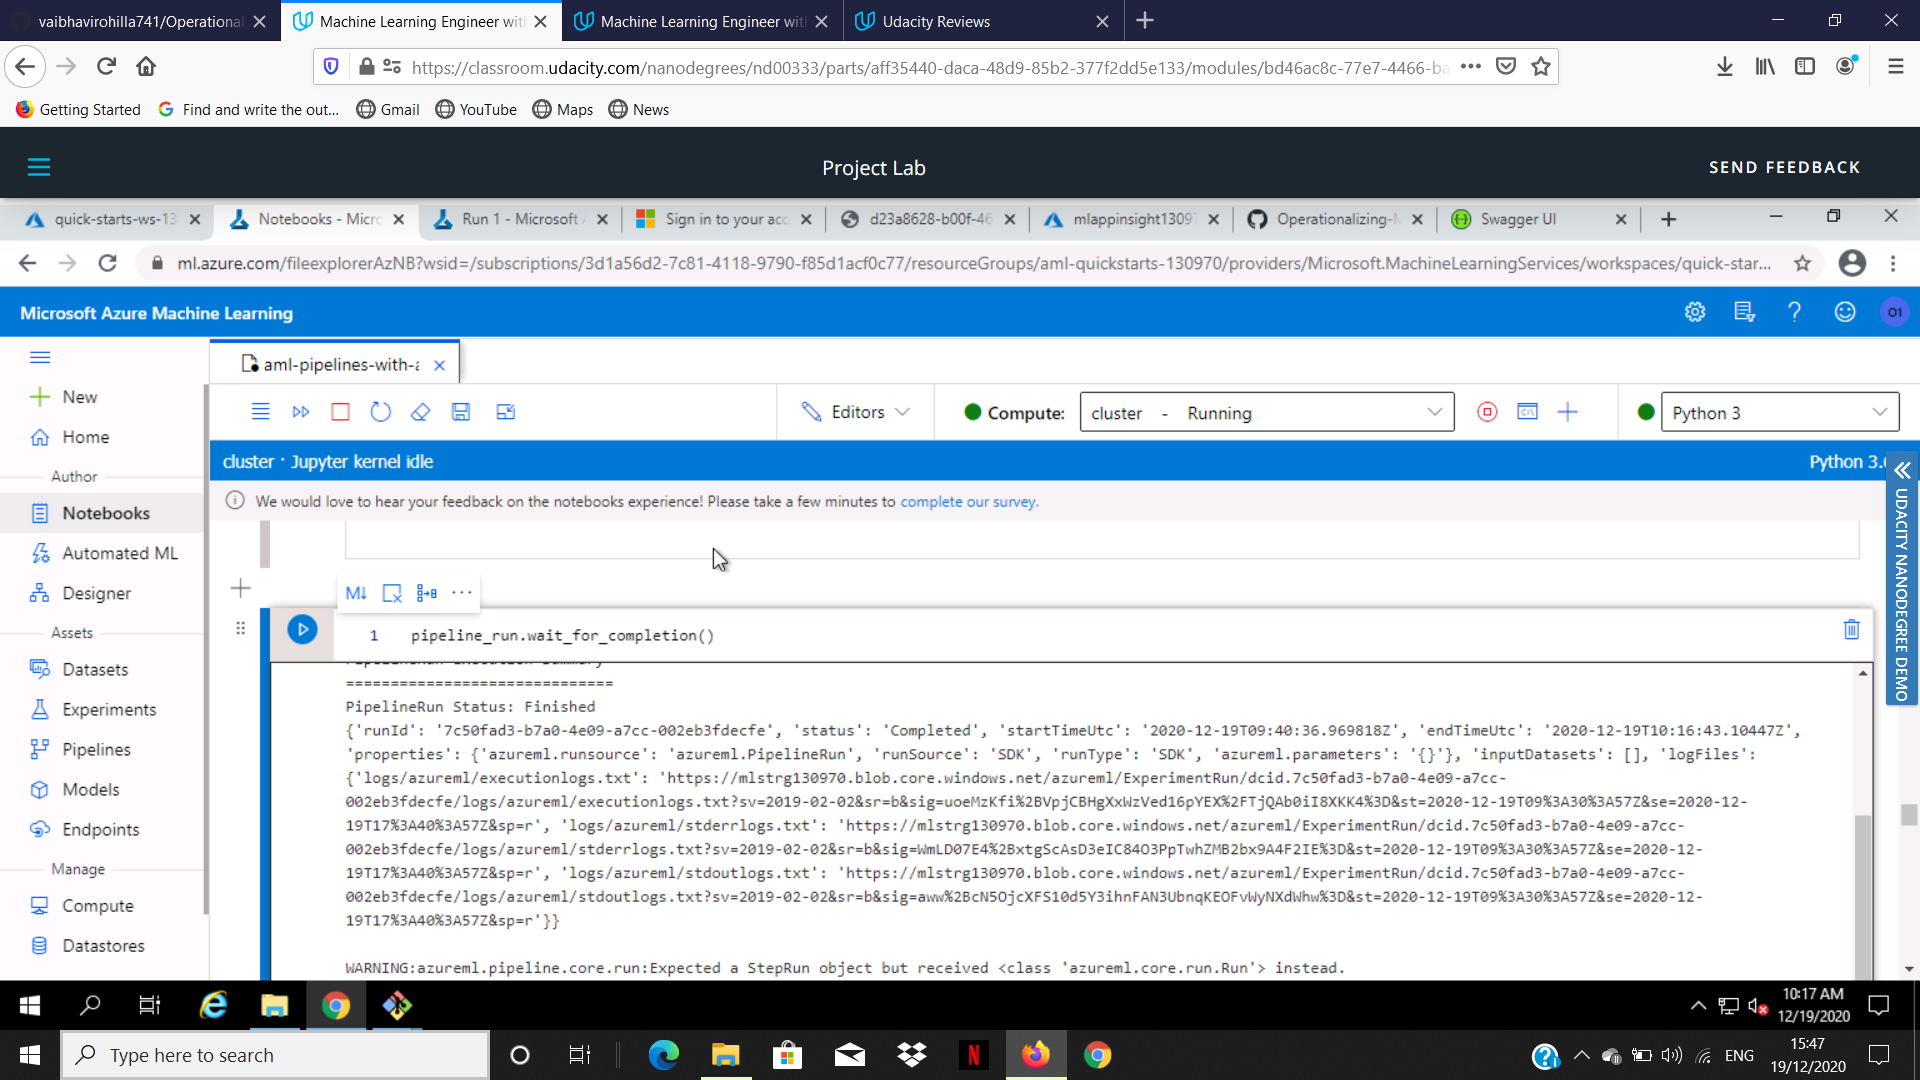 vaibhavirohilla741/Operational
Machine Learning Engineer with
Machine Learning Engineer with
Udacity Reviews
https://classroom.udacity.com/nanodegrees/nd00333/parts/aff35440-daca-48d9-85b2-377f2dd5e133/modules/bd46ac8c-77e7-4466-ba
Getting Started
Find and write the out...
Gmail
YouTube
Maps
News
Project Lab
SEND FEEDBACK
quick-starts-ws-13
Notebooks - Micro
Run 1 - Microsoft
Sign in to your acc
d23a8628-b00f-46
mlappinsight1309
Operationalizing-
Swagger UI
ml.azure.com/fileexplorerAzNB?wsid=/subscriptions/3d1a56d2-7c81-4118-9790-f85d1acf0c77/resourceGroups/aml-quickstarts-130970/providers/Microsoft.MachineLearningServices/workspaces/quick-star...
Microsoft Azure Machine Learning
O1
aml-pipelines-with-a
New
Home
Author
Notebooks
Automated ML
Designer
Assets
Datasets
Experiments
Pipelines
Models
Endpoints
Manage
Compute
Datastores
Editors
Compute:
cluster - Running
Python 3
cluster · Jupyter kernel idle
Python 3.
UDACITY NANODEGREE DEMO
We would love to hear your feedback on the notebooks experience! Please take a few minutes to complete our survey.
M↓
1 pipeline_run.wait_for_completion()
PipelineRun Execution Summary
==============================
PipelineRun Status: Finished
{'runId': '7c50fad3-b7a0-4e09-a7cc-002eb3fdecfe', 'status': 'Completed', 'startTimeUtc': '2020-12-19T09:40:36.969818Z', 'endTimeUtc': '2020-12-19T10:16:43.10447Z',
'properties': {'azureml.runsource': 'azureml.PipelineRun', 'runSource': 'SDK', 'runType': 'SDK', 'azureml.parameters': '{}'}, 'inputDatasets': [], 'logFiles':
{'logs/azureml/executionlogs.txt': 'https://mlstrg130970.blob.core.windows.net/azureml/ExperimentRun/dcid.7c50fad3-b7a0-4e09-a7cc-
002eb3fdecfe/logs/azureml/executionlogs.txt?sv=2019-02-02&sr=b&sig=uoeMzKfi%2BVpjCBHgXxWzVed16pYEX%2FTjQAb0iI8XKK4%3D&st=2020-12-19T09%3A30%3A57Z&se=2020-12-
19T17%3A40%3A57Z&sp=r', 'logs/azureml/stderrlogs.txt': 'https://mlstrg130970.blob.core.windows.net/azureml/ExperimentRun/dcid.7c50fad3-b7a0-4e09-a7cc-
002eb3fdecfe/logs/azureml/stderrlogs.txt?sv=2019-02-02&sr=b&sig=WmLD07E4%2BxtgScAsD3eIC84O3PpTwhZMB2bx9A4F2IE%3D&st=2020-12-19T09%3A30%3A57Z&se=2020-12-
19T17%3A40%3A57Z&sp=r', 'logs/azureml/stdoutlogs.txt': 'https://mlstrg130970.blob.core.windows.net/azureml/ExperimentRun/dcid.7c50fad3-b7a0-4e09-a7cc-
002eb3fdecfe/logs/azureml/stdoutlogs.txt?sv=2019-02-02&sr=b&sig=aww%2BcN5OjcXFS10d5Y3ihnFAN3UbnqKEOFvWyNXdWhw%3D&st=2020-12-19T09%3A30%3A57Z&se=2020-12-
19T17%3A40%3A57Z&sp=r'}}
WARNING:azureml.pipeline.core.run:Expected a StepRun object but received <class 'azureml.core.run.Run'> instead.
10:17 AM
12/19/2020
Type here to search
ENG
15:47
19/12/2020